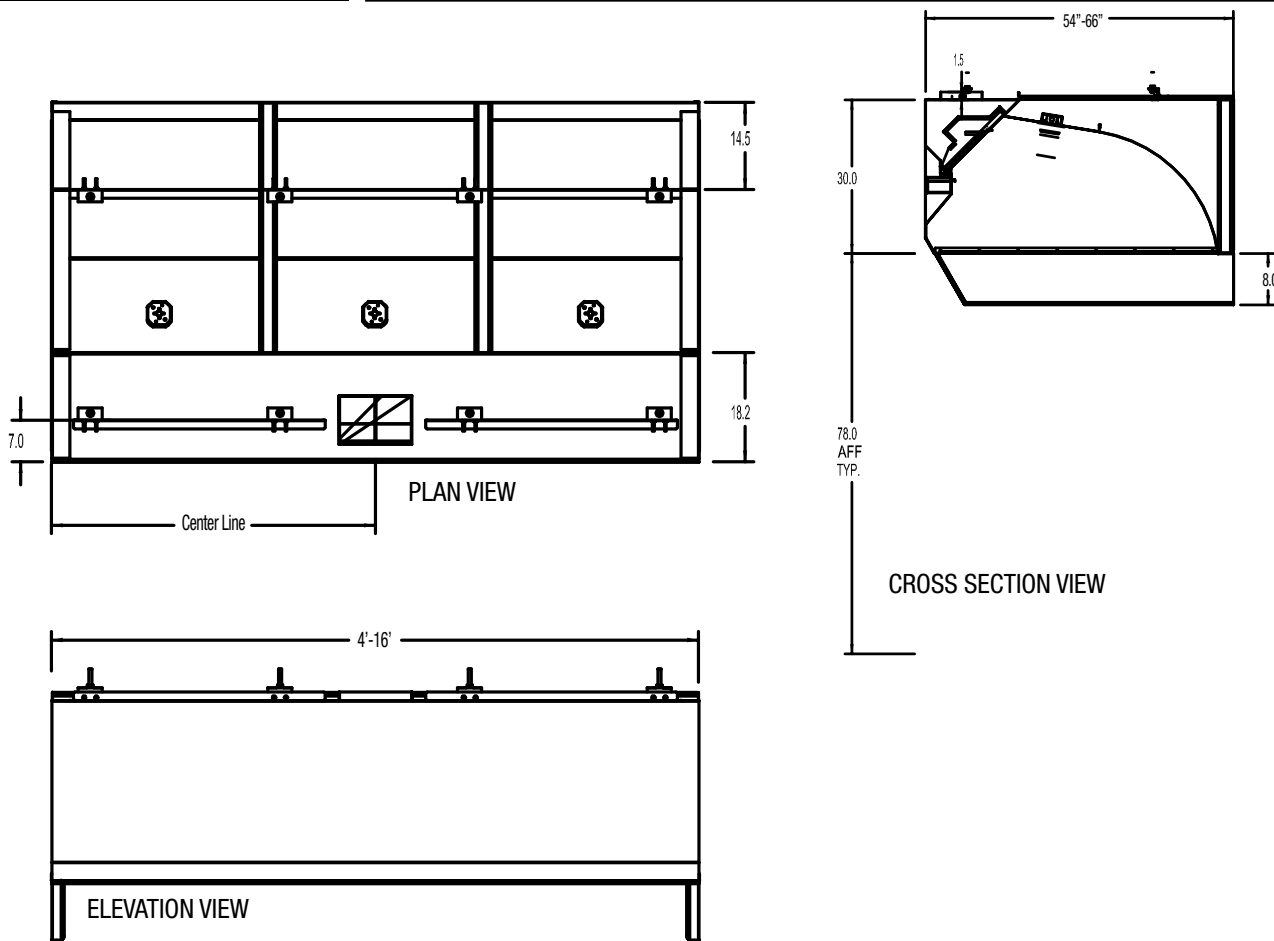 54"-66"
1.5
14.5
30.0
8.0
18.2
7.0
78.0
AFF
TYP.
PLAN VIEW
Center Line
CROSS SECTION VIEW
4'-16'
ELEVATION VIEW